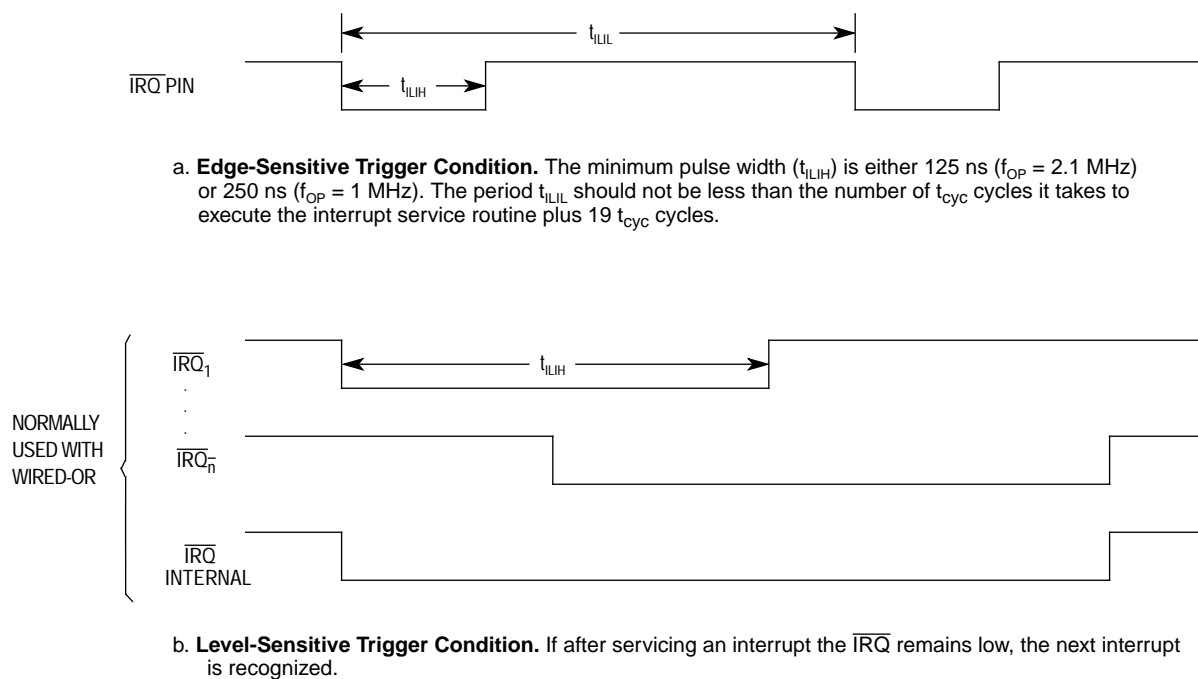 t_ILIL
IRQ PIN
t_ILIH
a. Edge-Sensitive Trigger Condition. The minimum pulse width (t_ILIH) is either 125 ns (f_OP = 2.1 MHz)
or 250 ns (f_OP = 1 MHz). The period t_ILIL should not be less than the number of t_cyc cycles it takes to
execute the interrupt service routine plus 19 t_cyc cycles.
IRQ1
t_ILIH
.
.
.
NORMALLY
USED WITH
WIRED-OR
IRQn
IRQ
INTERNAL
b. Level-Sensitive Trigger Condition. If after servicing an interrupt the IRQ remains low, the next interrupt
is recognized.